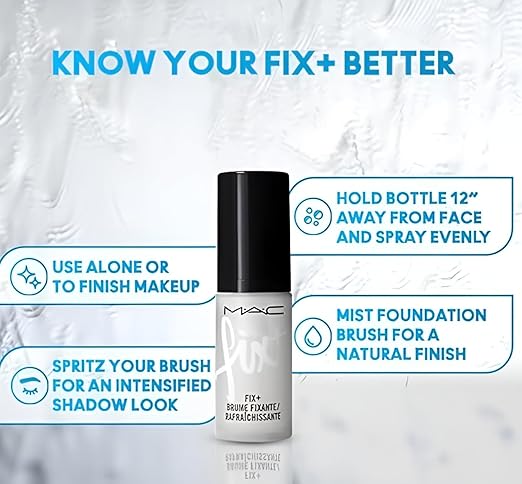 KNOW YOUR FIX+ BETTER
USE ALONE OR
TO FINISH MAKEUP
SPRITZ YOUR BRUSH
FOR AN INTENSIFIED
SHADOW LOOK
HOLD BOTTLE 12″
AWAY FROM FACE
AND SPRAY EVENLY
MIST FOUNDATION
BRUSH FOR A
NATURAL FINISH
M·A·C
fix+
FIX+
BRUME FIXANTE/
RAFRAÎCHISSANTE